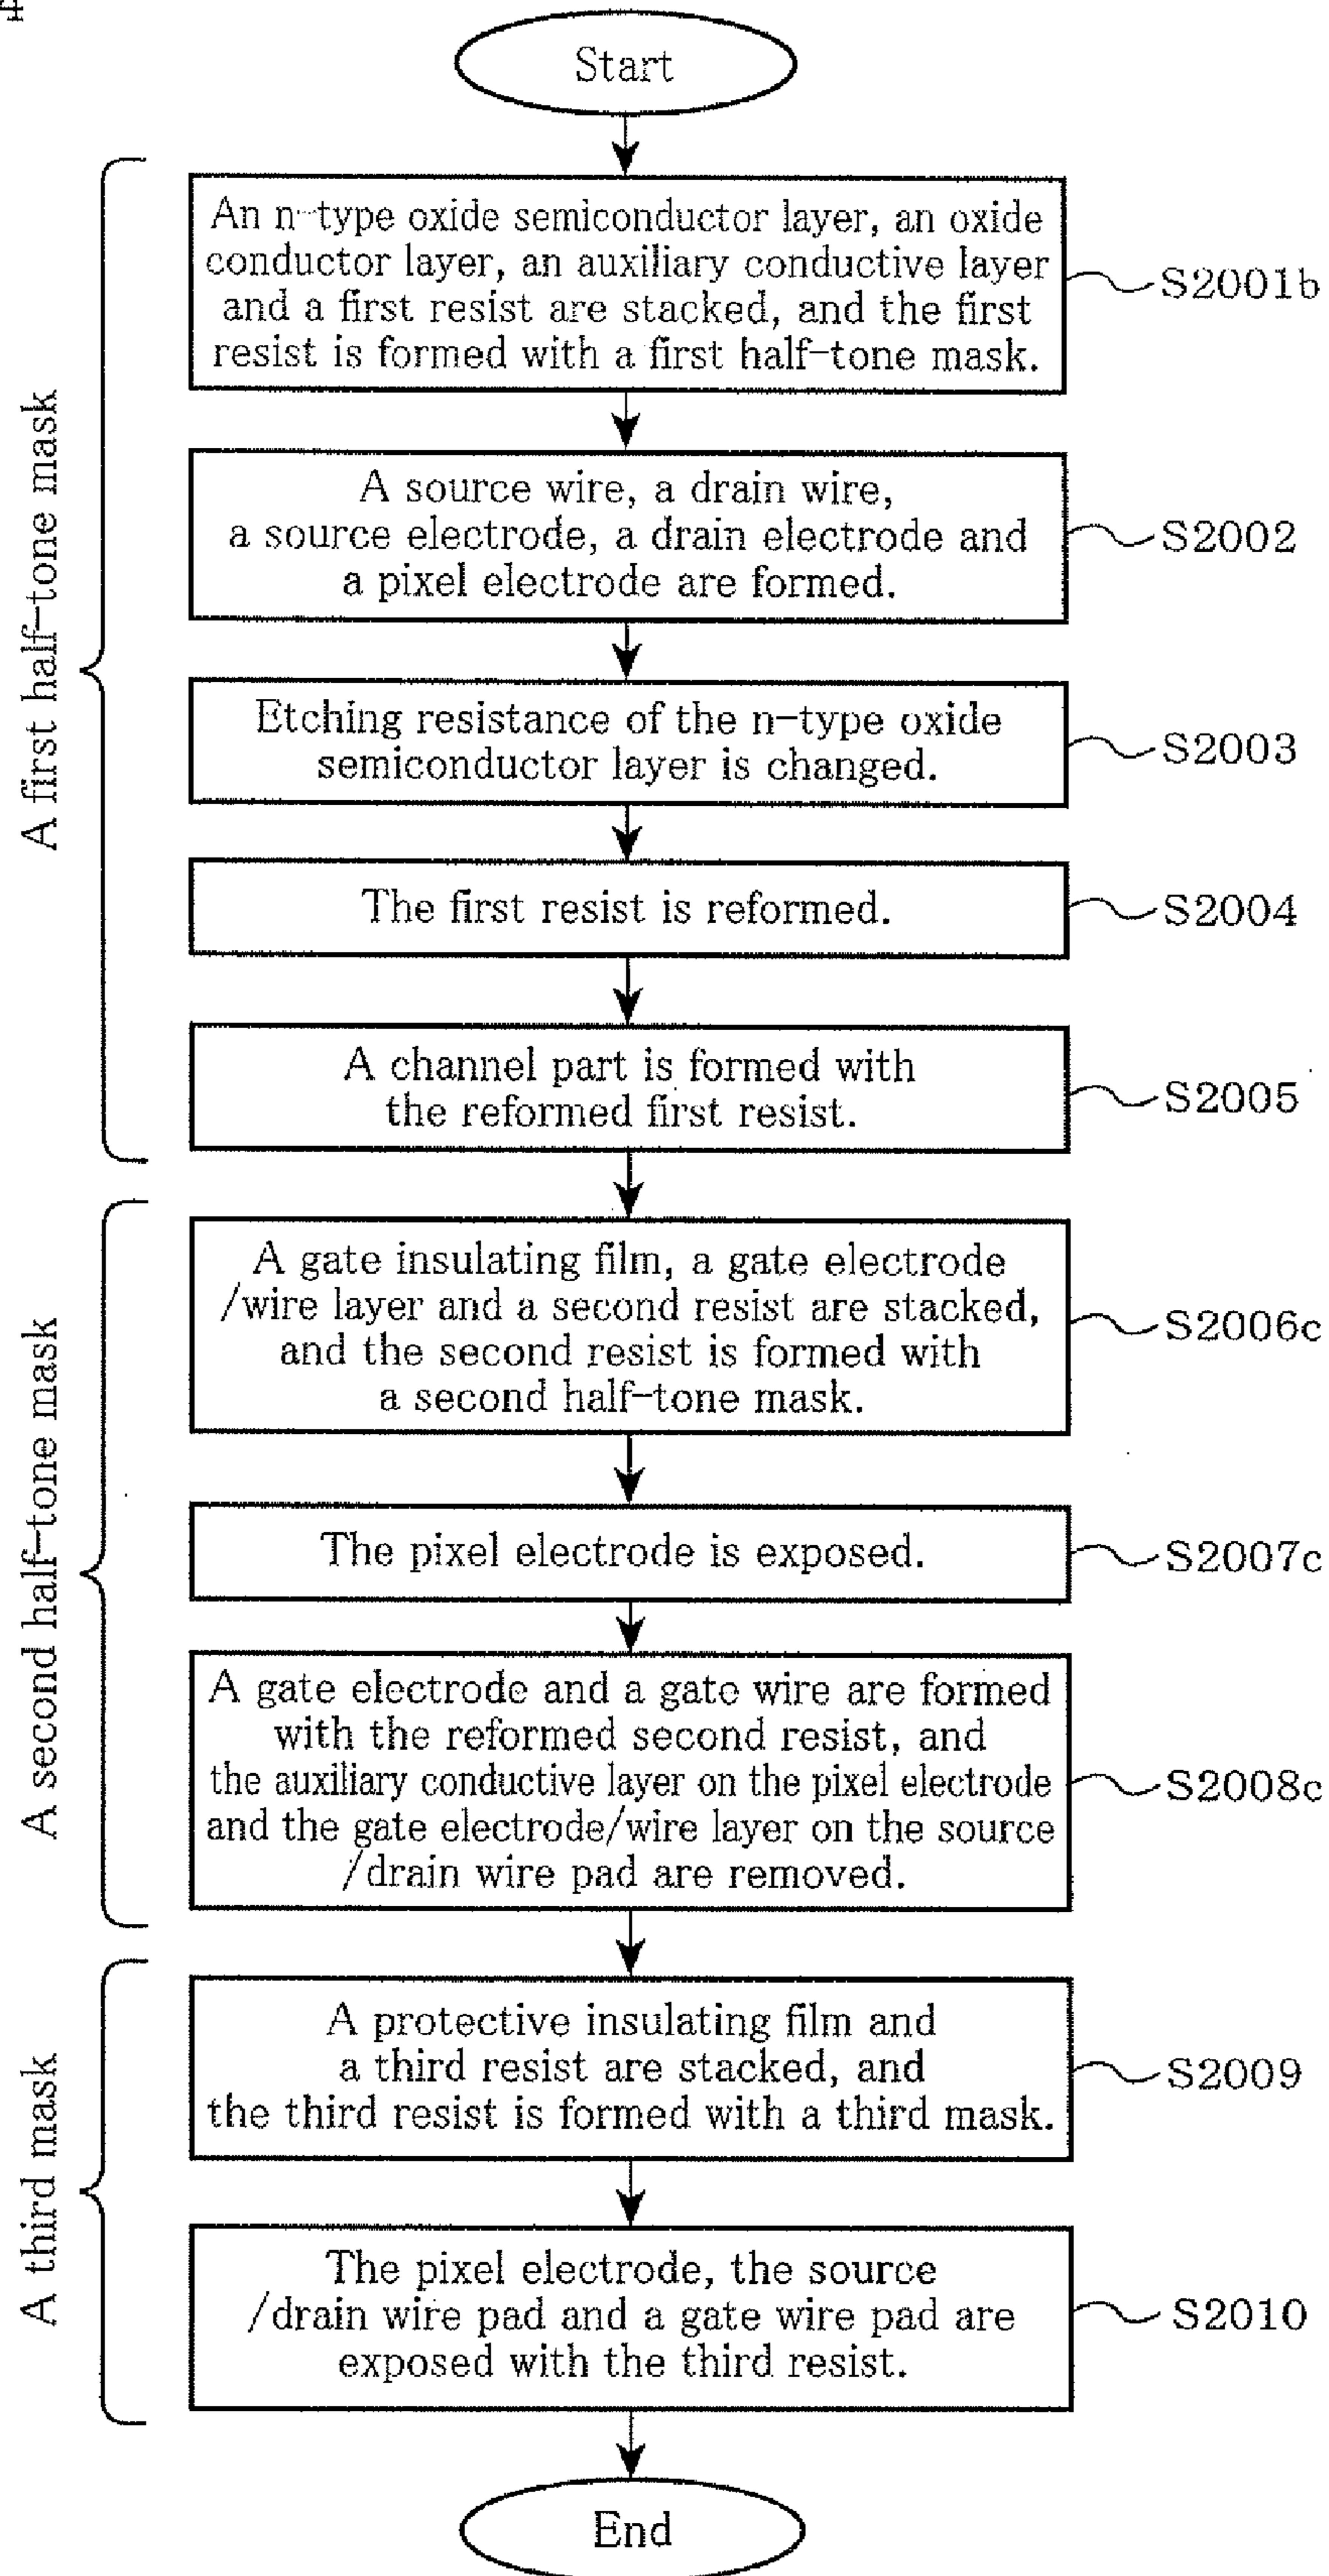 Start
A first half-tone mask
An n-type oxide semiconductor layer, an oxide
conductor layer, an auxiliary conductive layer
and a first resist are stacked, and the first
resist is formed with a first half-tone mask.
S2001b
A source wire, a drain wire,
a source electrode, a drain electrode and
a pixel electrode are formed.
S2002
Etching resistance of the n-type oxide
semiconductor layer is changed.
S2003
The first resist is reformed.
S2004
A channel part is formed with
the reformed first resist.
S2005
A second half-tone mask
A gate insulating film, a gate electrode
/wire layer and a second resist are stacked,
and the second resist is formed with
a second half-tone mask.
S2006c
The pixel electrode is exposed.
S2007c
A gate electrode and a gate wire are formed
with the reformed second resist, and
the auxiliary conductive layer on the pixel electrode
and the gate electrode/wire layer on the source
/drain wire pad are removed.
S2008c
A third mask
A protective insulating film and
a third resist are stacked, and
the third resist is formed with a third mask.
S2009
The pixel electrode, the source
/drain wire pad and a gate wire pad are
exposed with the third resist.
S2010
End